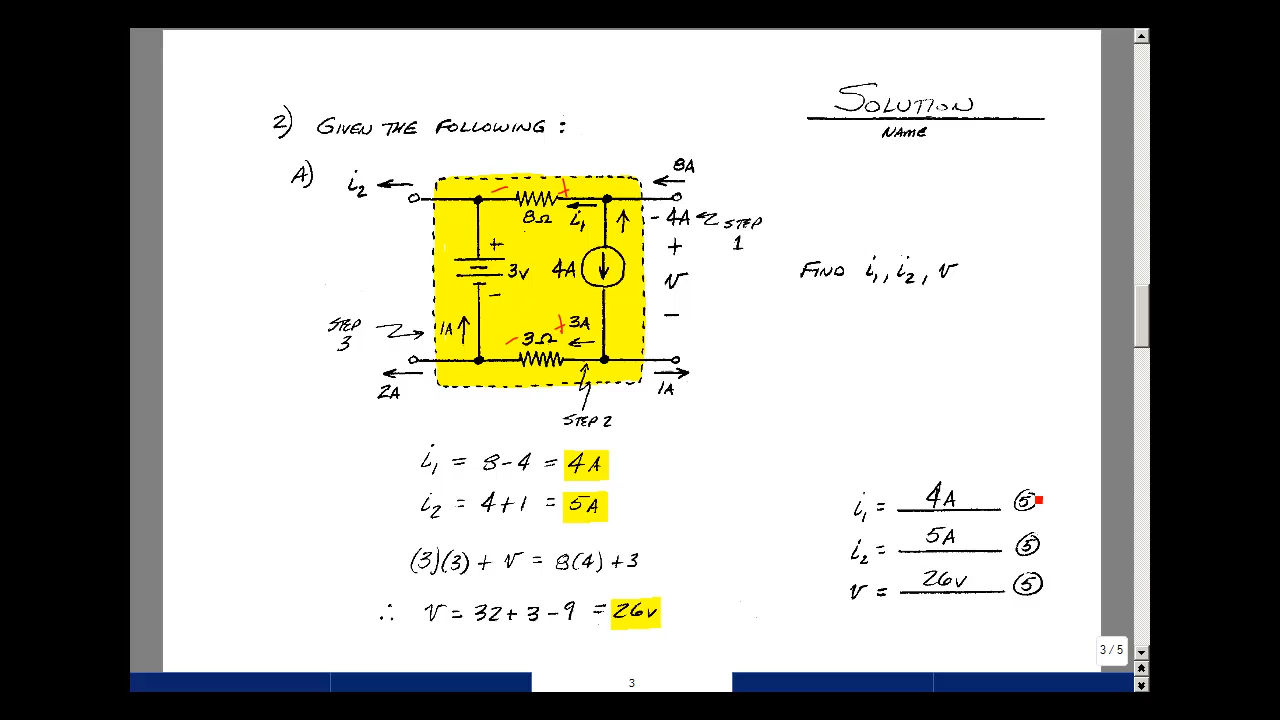 SOLUTION
NAME
2) GIVEN THE FOLLOWING :
A)
i2
8A
- +
8Ω
i1
- 4A
STEP 1
+
3V
4A
+
V
-
FIND i1, i2, V
-
STEP 3
1A
+
3A
- 3Ω
2A
1A
STEP 2
i1 = 8 - 4 = 4A
i2 = 4 + 1 = 5A
(3)(3) + V = 8(4) + 3
∴ V = 32 + 3 - 9 = 26V
i1 = 4A 5
i2 = 5A 5
V = 26V 5
3 / 5
3